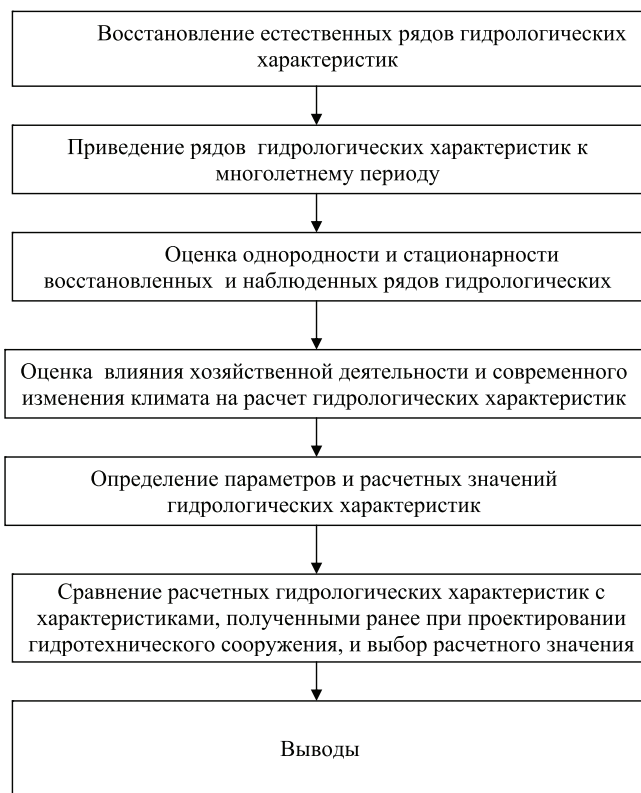 Восстановление естественных рядов гидрологических
характеристик
Приведение рядов гидрологических характеристик к
многолетнему периоду
Оценка однородности и стационарности
восстановленных и наблюденных рядов гидрологических
Оценка влияния хозяйственной деятельности и современного
изменения климата на расчет гидрологических характеристик
Определение параметров и расчетных значений
гидрологических характеристик
Сравнение расчетных гидрологических характеристик с
характеристиками, полученными ранее при проектировании
гидротехнического сооружения, и выбор расчетного значения
Выводы